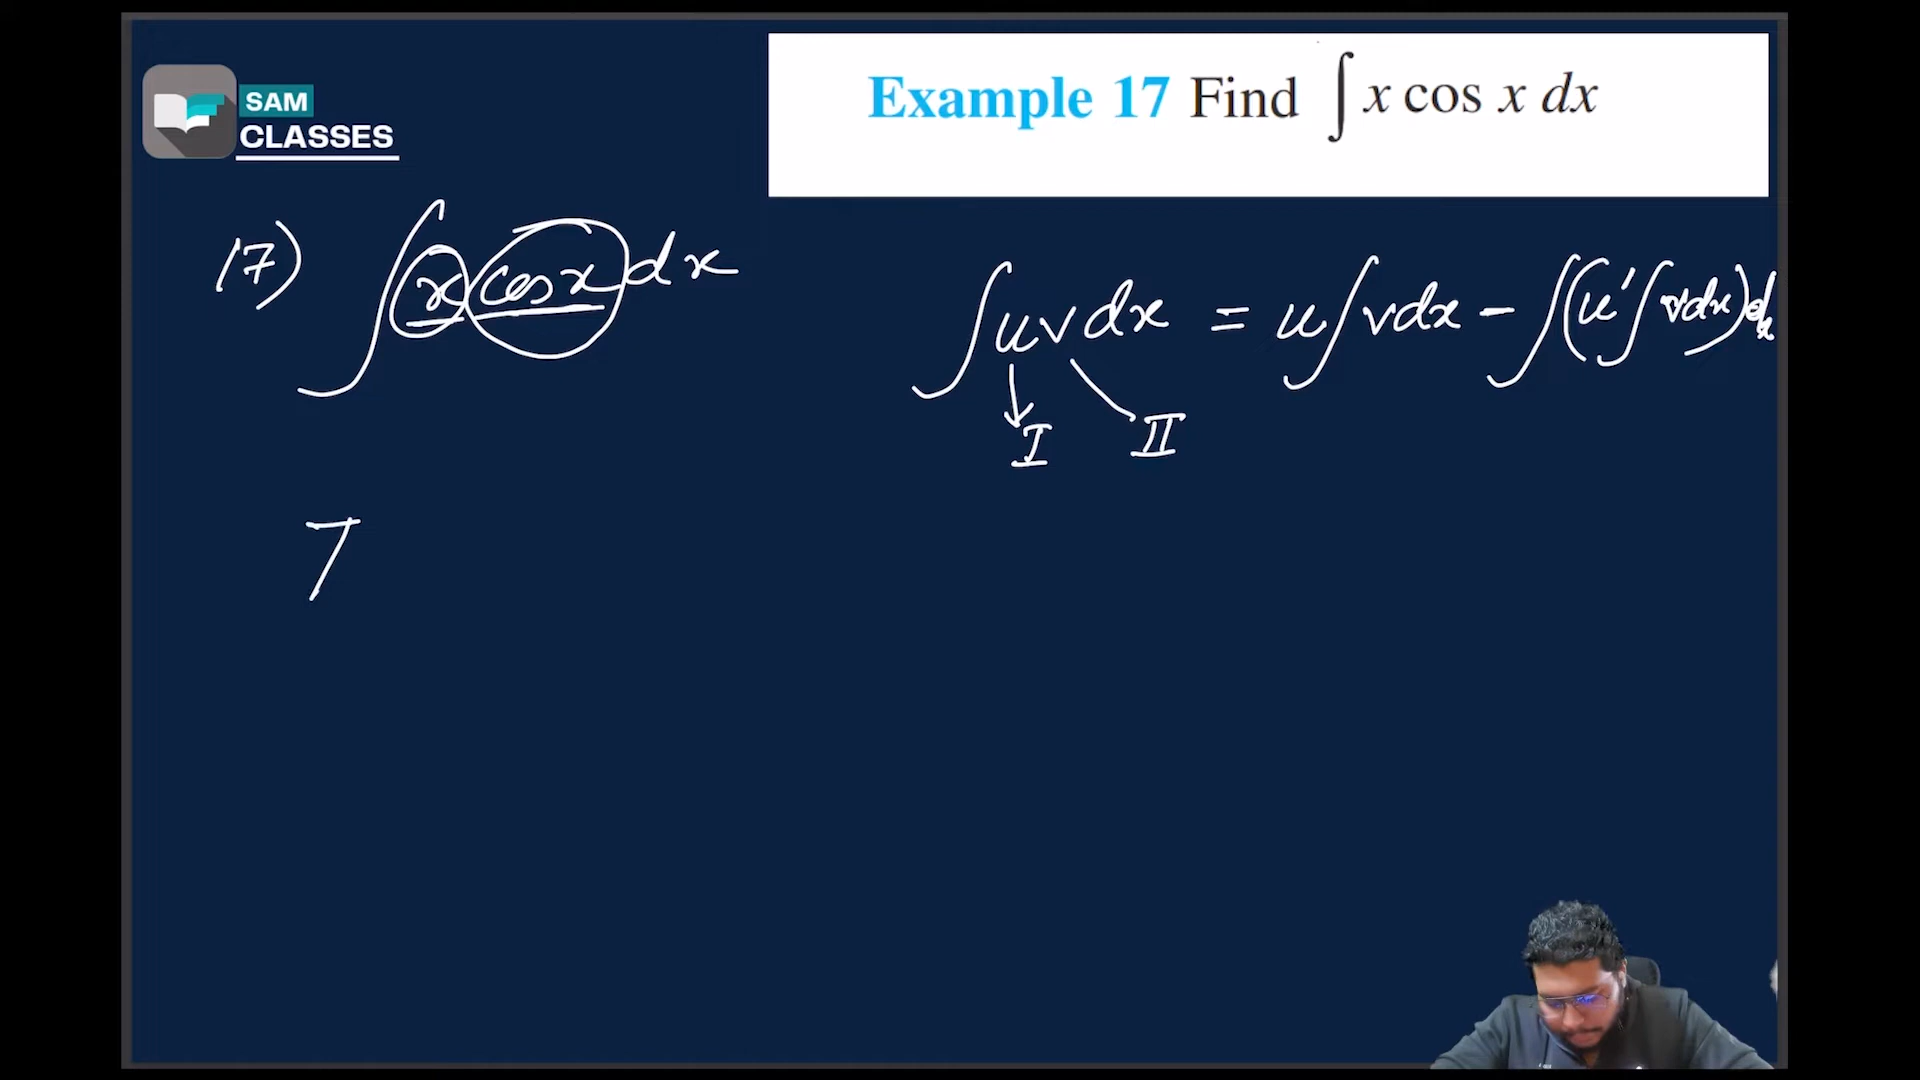 SAM
CLASSES
Example 17 Find ∫ x cos x dx
17) ∫ x cos x dx
∫ u v dx = u ∫ v dx - ∫ (u' ∫ v dx) dx
I II
7